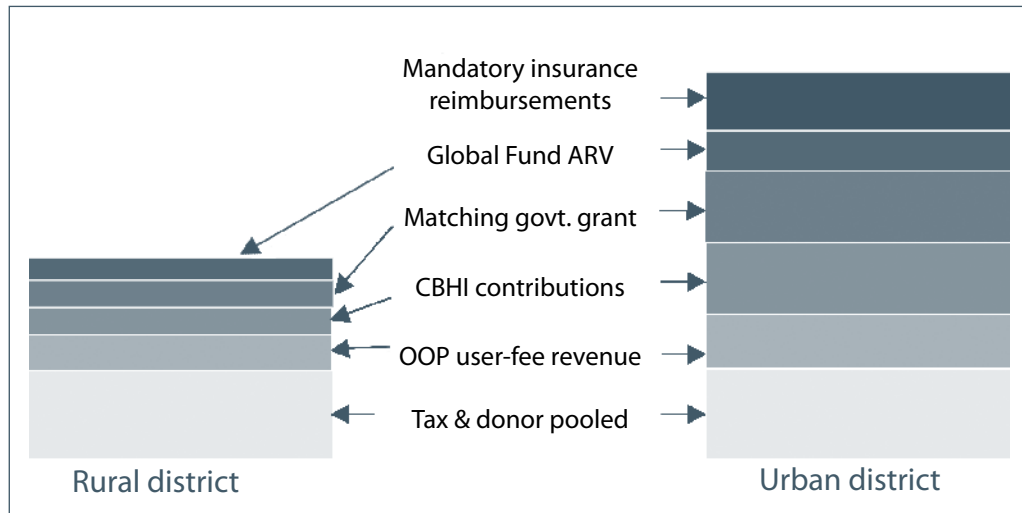 Mandatory insurance
reimbursements
Global Fund ARV
Matching govt. grant
CBHI contributions
OOP user-fee revenue
Tax & donor pooled
Rural district
Urban district